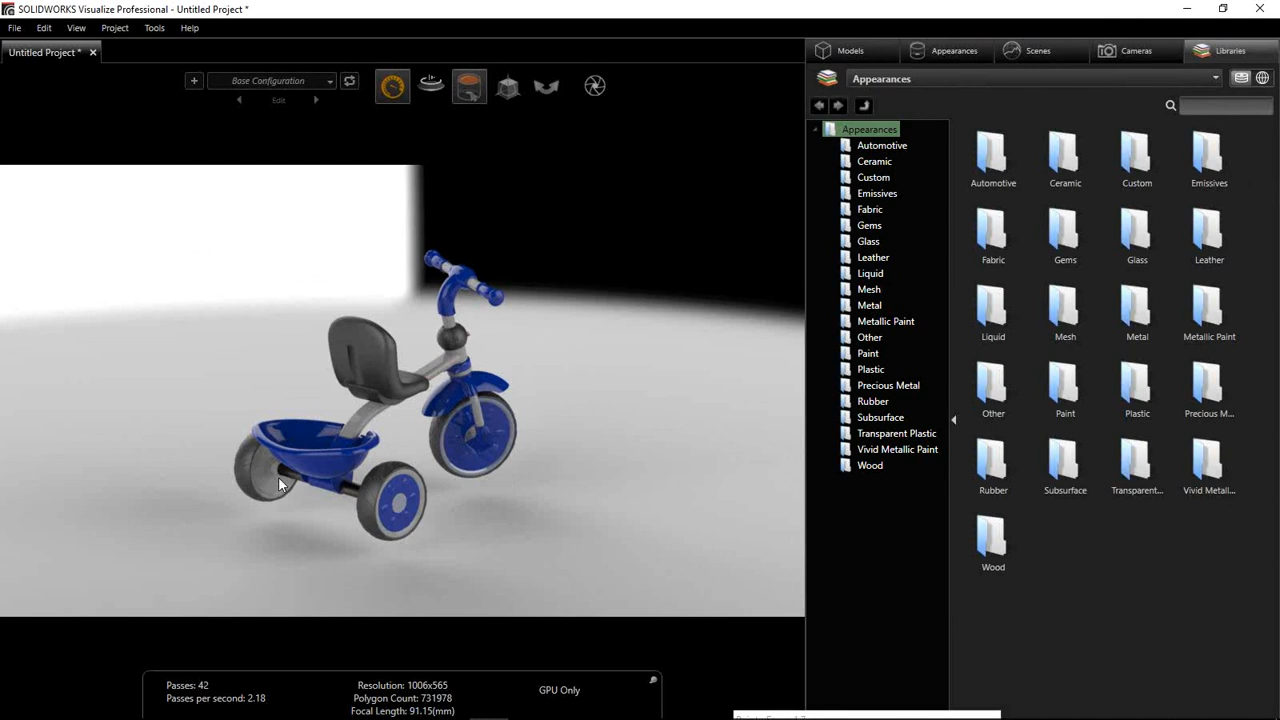 SOLIDWORKS Visualize Professional - Untitled Project *
File Edit View Project Tools Help
Untitled Project *
Base Configuration
Edit
Models Appearances Scenes Cameras Libraries
Appearances
Appearances
Automotive
Ceramic
Custom
Emissives
Fabric
Gems
Glass
Leather
Liquid
Mesh
Metal
Metallic Paint
Other
Paint
Plastic
Precious Metal
Rubber
Subsurface
Transparent Plastic
Vivid Metallic Paint
Wood
Automotive Ceramic Custom Emissives
Fabric Gems Glass Leather
Liquid Mesh Metal Metallic Paint
Other Paint Plastic Precious M...
Rubber Subsurface Transparent... Vivid Metall...
Wood
Passes: 42
Passes per second: 2.18
Resolution: 1006x565
Polygon Count: 731978
Focal Length: 91.15(mm)
GPU Only